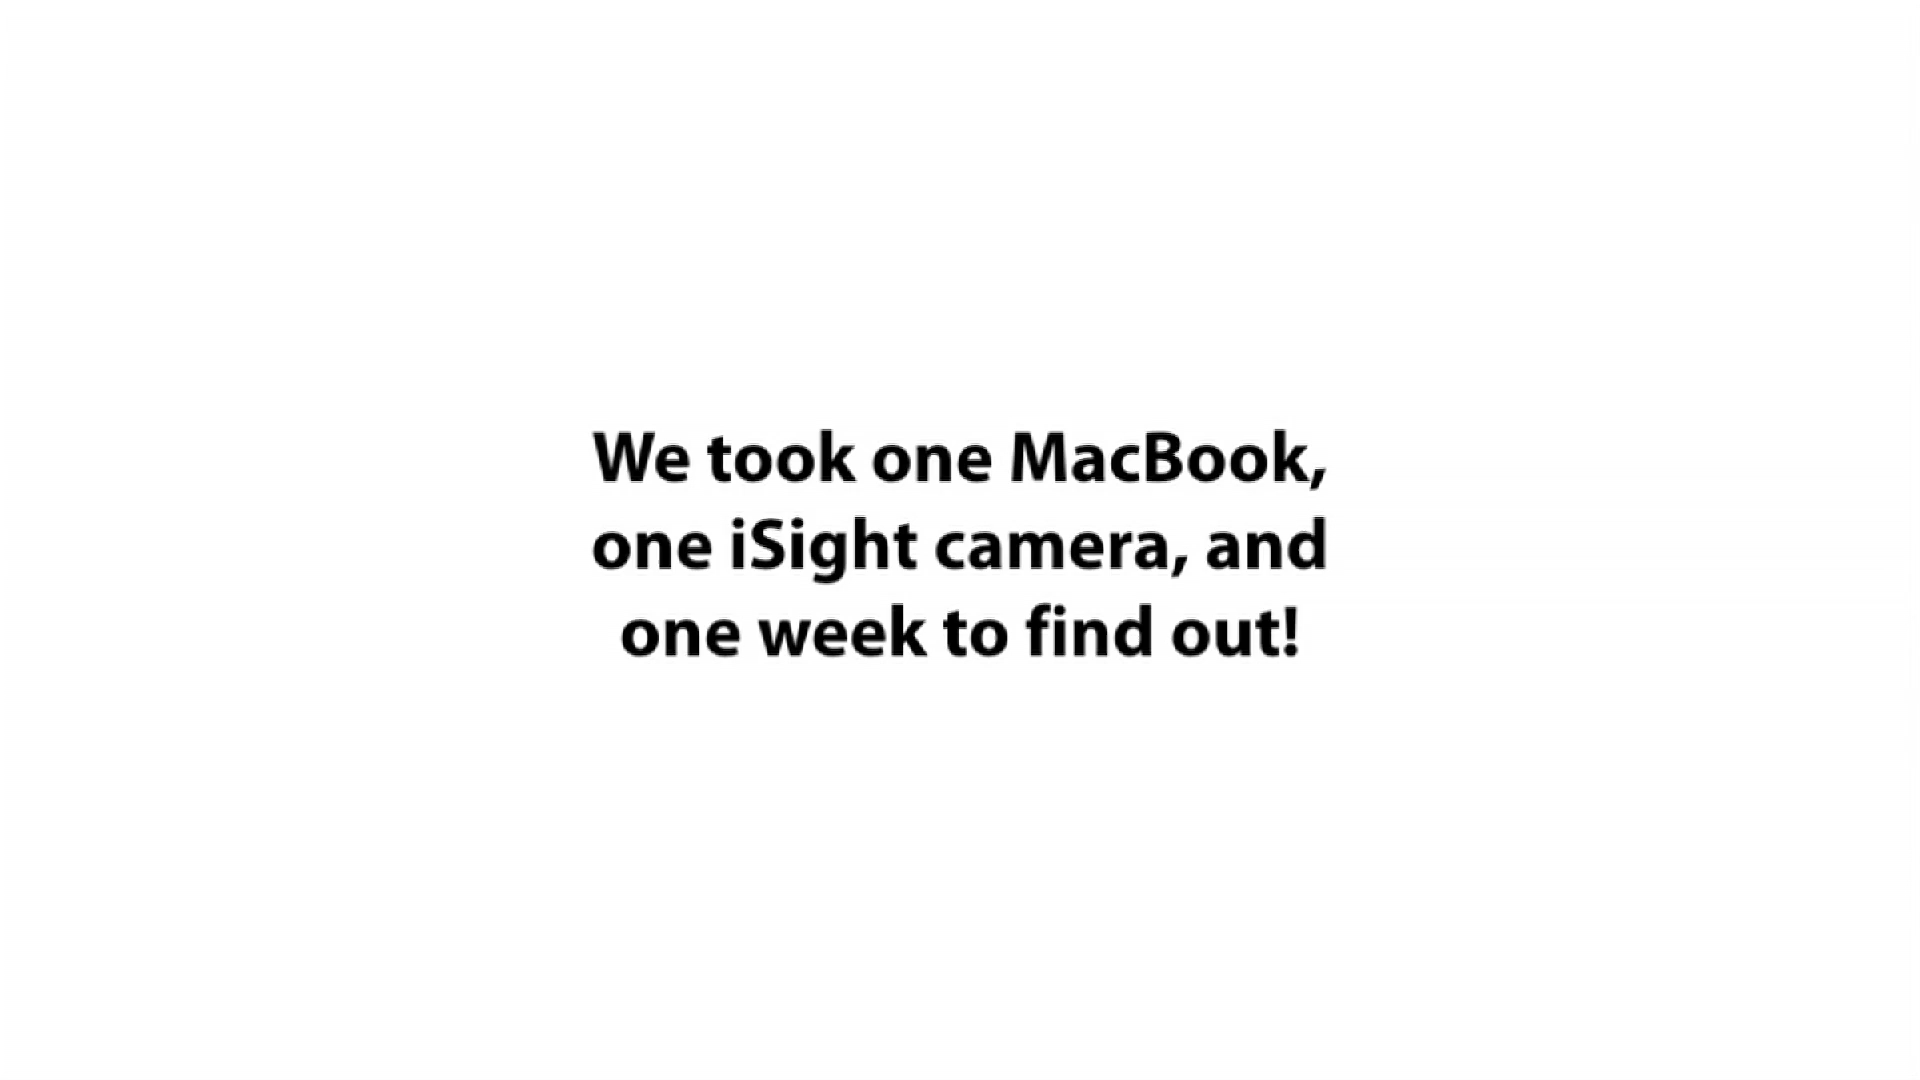 We took one MacBook,
one iSight camera, and
one week to find out!